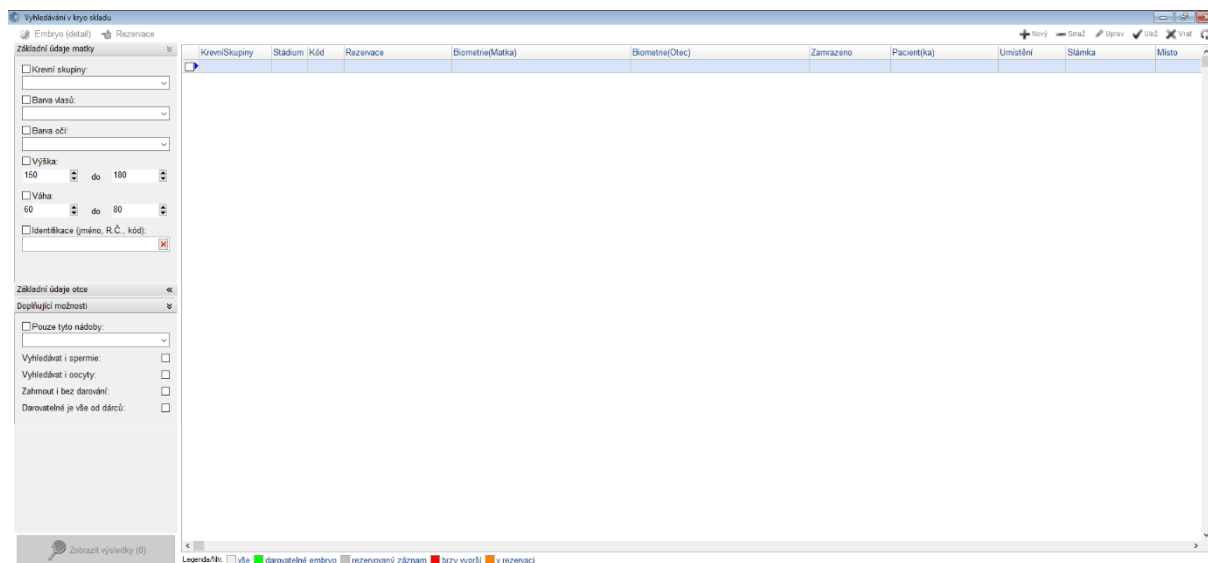 Vyhledávání v kryo skladu
Embryo (detail) Rezervace
Nový Smaž Uprav Ulož Vrať
Základní údaje matky
KrevníSkupiny Stádium Kód Rezervace Biometrie(Matka) Biometrie(Otec) Zamrazeno Pacient(ka) Umístění Slámka Místo
Krevní skupiny:
Barva vlasů:
Barva očí:
Výška:
150 do 180
Váha:
60 do 80
Identifikace (jméno, R.Č., kód):
Základní údaje otce
Doplňující možnosti
Pouze tyto nádoby:
Vyhledávat i spermie:
Vyhledávat i oocyty:
Zahrnout i bez darování:
Darovatelné je vše od dárců:
Zobrazit výsledky (0)
Legenda/filtr: vše darovatelné embryo rezervovaný záznam brzy vyprší v rezervaci